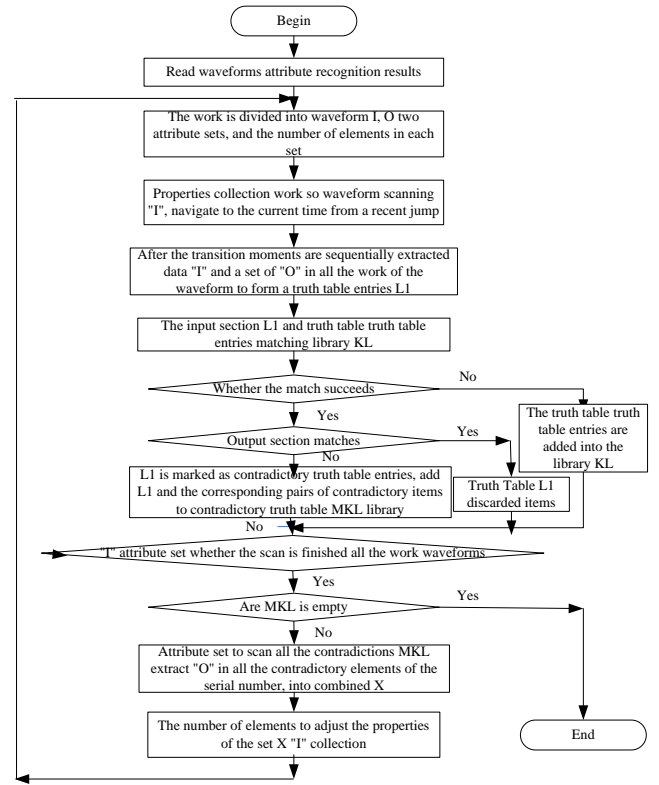 Begin
Read waveforms attribute recognition results
The work is divided into waveform I, O two
attribute sets, and the number of elements in each
set
Properties collection work so waveform scanning
"I", navigate to the current time from a recent jump
After the transition moments are sequentially extracted
data "I" and a set of "O" in all the work of the
waveform to form a truth table entries L1
The input section L1 and truth table truth table
entries matching library KL
Whether the match succeeds
No
Yes
The truth table truth
table entries are
added into the
library KL
Output section matches
Yes
No
L1 is marked as contradictory truth table entries, add
L1 and the corresponding pairs of contradictory items
to contradictory truth table MKL library
Truth Table L1
discarded items
No
"I" attribute set whether the scan is finished all the work waveforms
Yes
Are MKL is empty
Yes
No
Attribute set to scan all the contradictions MKL
extract "O" in all the contradictory elements of the
serial number, into combined X
The number of elements to adjust the properties
of the set X "I" collection
End